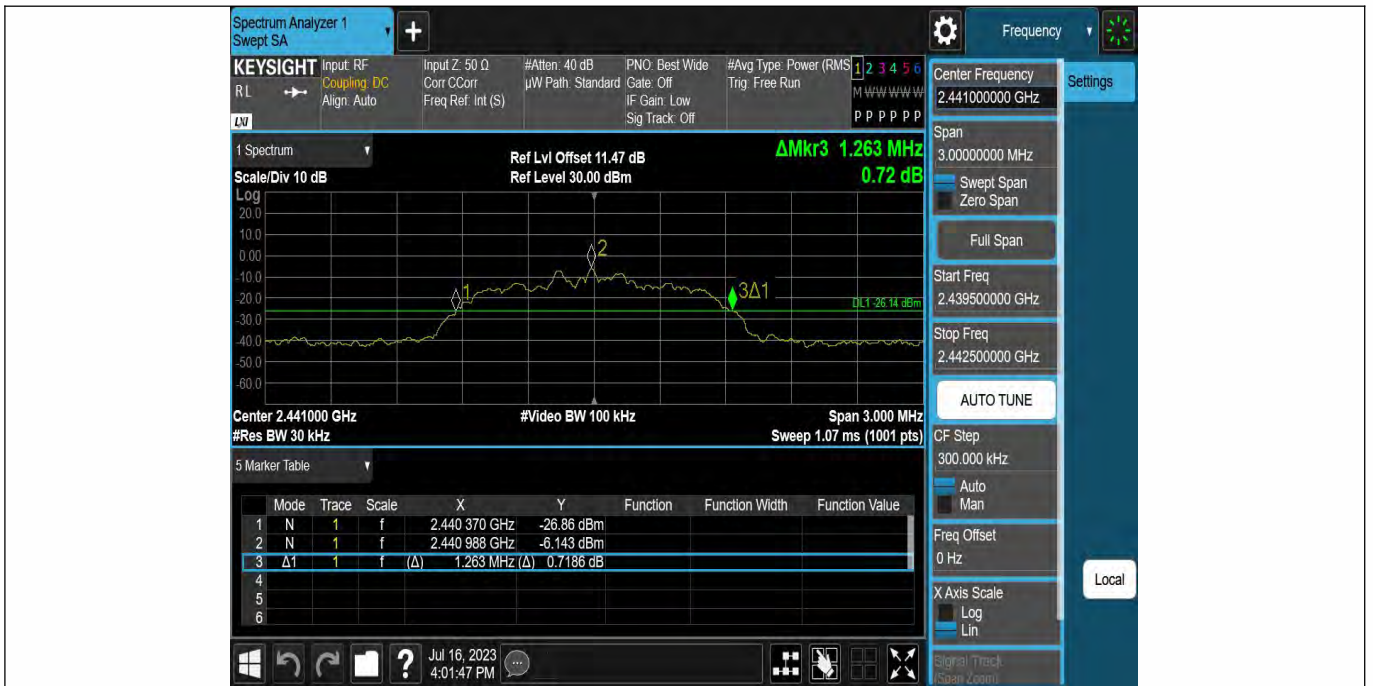 Spectrum Analyzer 1
Swept SA
+
Frequency
KEYSIGHT
RL
LXI
Input: RF
Coupling: DC
Align: Auto
Input Z: 50 Ω
Corr CCorr
Freq Ref: Int (S)
#Atten: 40 dB
µW Path: Standard
PNO: Best Wide
Gate: Off
IF Gain: Low
Sig Track: Off
#Avg Type: Power (RMS
Trig: Free Run
1 2 3 4 5 6
M W W W W W
P P P P P P
Center Frequency
2.441000000 GHz
Settings
Span
3.00000000 MHz
Swept Span
Zero Span
Full Span
Start Freq
2.439500000 GHz
Stop Freq
2.442500000 GHz
AUTO TUNE
CF Step
300.000 kHz
Auto
Man
Freq Offset
0 Hz
X Axis Scale
Log
Lin
Signal Track
(Span Zoom)
Local
1 Spectrum
Scale/Div 10 dB
Ref Lvl Offset 11.47 dB
Ref Level 30.00 dBm
ΔMkr3 1.263 MHz
0.72 dB
Log
20.0
10.0
0.00
-10.0
-20.0
-30.0
-40.0
-50.0
-60.0
1
2
3Δ1
DL1 -26.14 dBm
Center 2.441000 GHz
#Video BW 100 kHz
Span 3.000 MHz
#Res BW 30 kHz
Sweep 1.07 ms (1001 pts)
5 Marker Table
Mode Trace Scale X Y Function Function Width Function Value
1 N 1 f 2.440 370 GHz -26.86 dBm
2 N 1 f 2.440 988 GHz -6.143 dBm
3 Δ1 1 f (Δ) 1.263 MHz (Δ) 0.7186 dB
4
5
6
?
Jul 16, 2023
4:01:47 PM